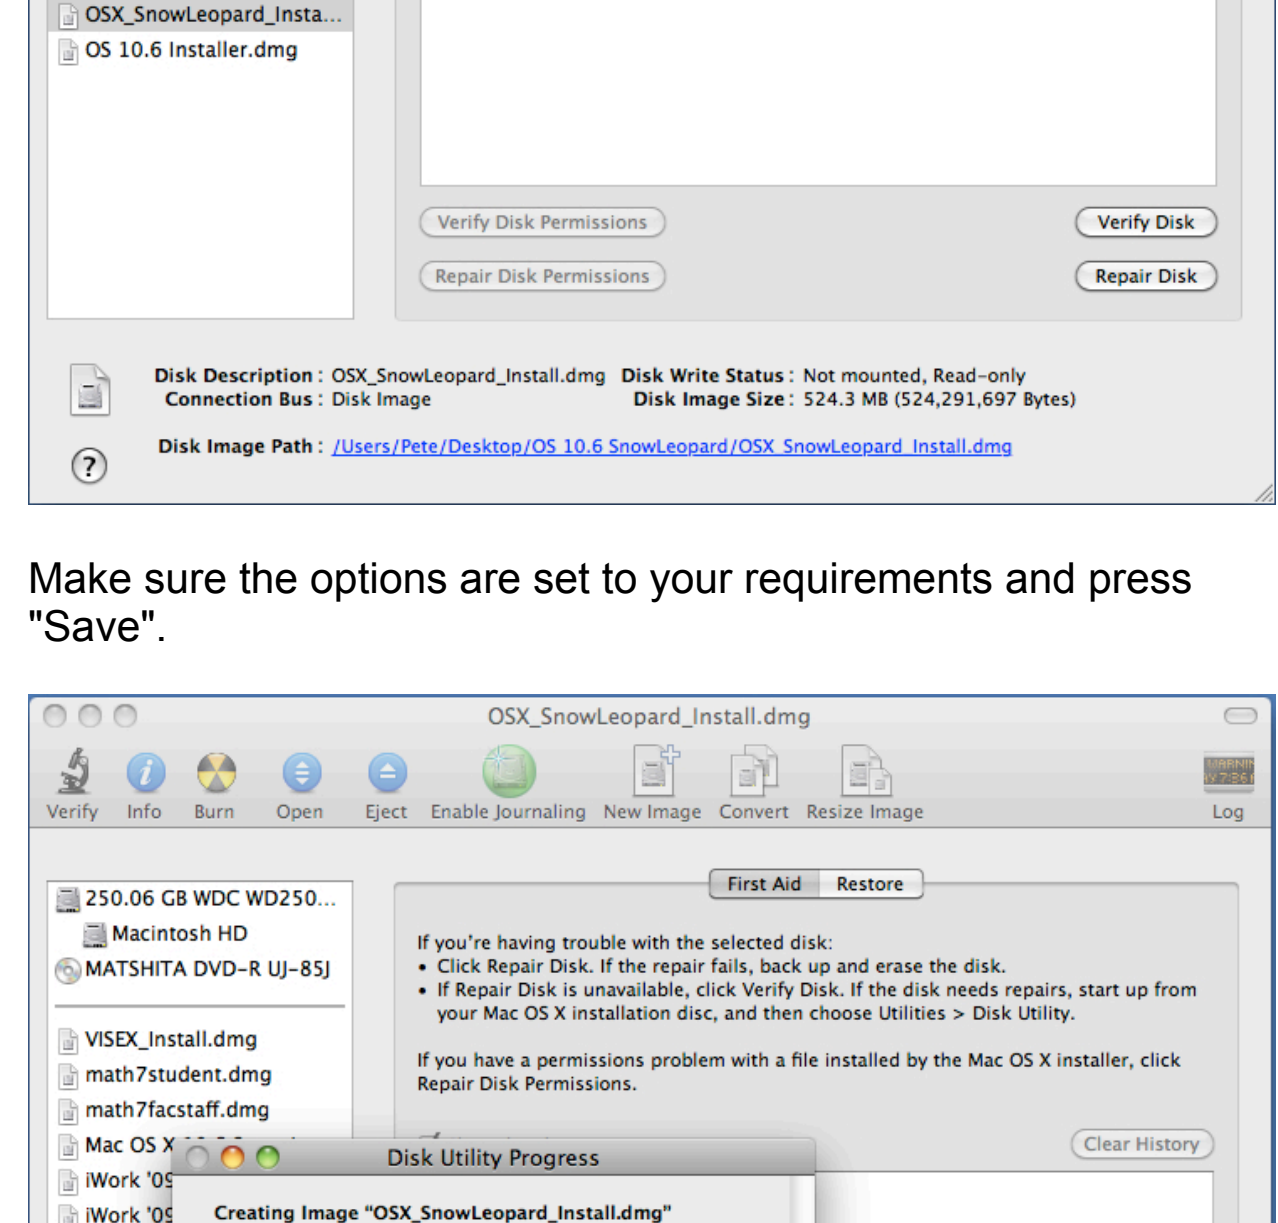 OSX_SnowLeopard_Insta...
OS 10.6 Installer.dmg
Verify Disk Permissions
Verify Disk
Repair Disk Permissions
Repair Disk
Disk Description : OSX_SnowLeopard_Install.dmg Disk Write Status : Not mounted, Read-only
Connection Bus : Disk Image Disk Image Size : 524.3 MB (524,291,697 Bytes)
Disk Image Path : /Users/Pete/Desktop/OS 10.6 SnowLeopard/OSX_SnowLeopard_Install.dmg
?
Make sure the options are set to your requirements and press
"Save".
OSX_SnowLeopard_Install.dmg
Verify Info Burn Open Eject Enable Journaling New Image Convert Resize Image Log
250.06 GB WDC WD250...
Macintosh HD
MATSHITA DVD-R UJ-85J
VISEX_Install.dmg
math7student.dmg
math7facstaff.dmg
Mac OS X
iWork '09
iWork '09
First Aid Restore
If you're having trouble with the selected disk:
• Click Repair Disk. If the repair fails, back up and erase the disk.
• If Repair Disk is unavailable, click Verify Disk. If the disk needs repairs, start up from
your Mac OS X installation disc, and then choose Utilities > Disk Utility.
If you have a permissions problem with a file installed by the Mac OS X installer, click
Repair Disk Permissions.
Clear History
Disk Utility Progress
Creating Image “OSX_SnowLeopard_Install.dmg”